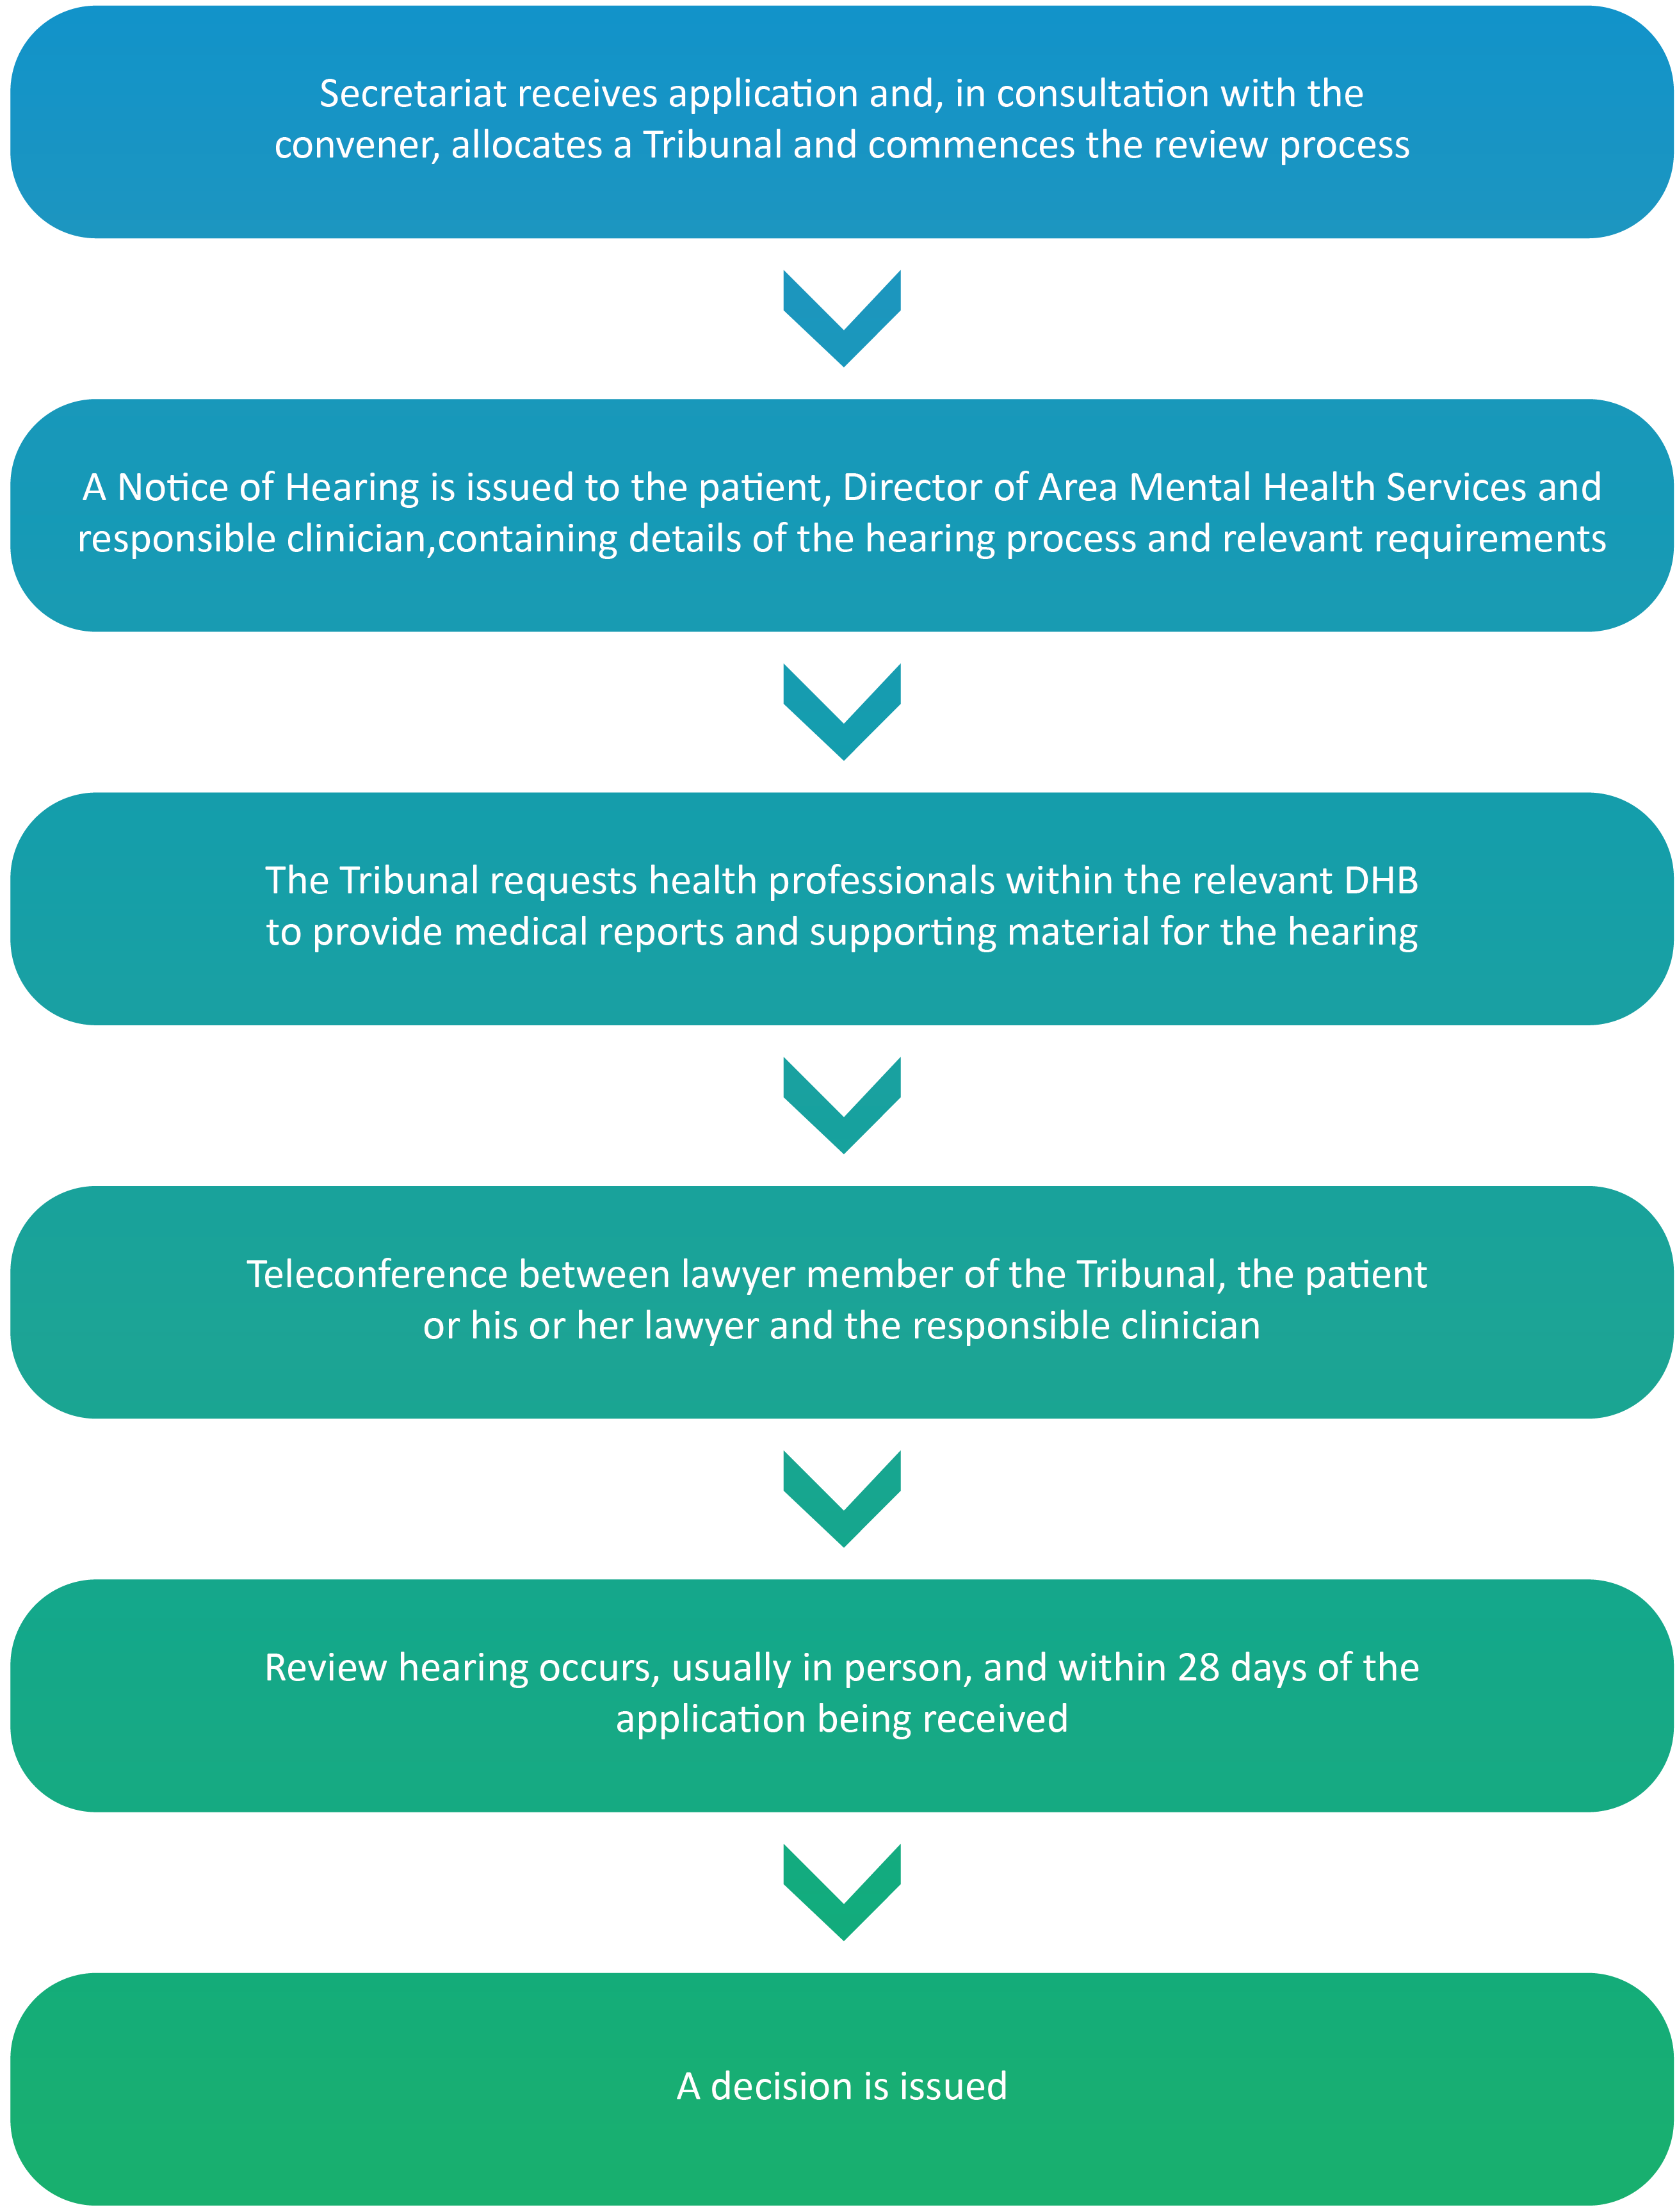 Secretariat receives application and, in consultation with the
convener, allocates a Tribunal and commences the review process
A Notice of Hearing is issued to the patient, Director of Area Mental Health Services and
responsible clinician,containing details of the hearing process and relevant requirements
The Tribunal requests health professionals within the relevant DHB
to provide medical reports and supporting material for the hearing
Teleconference between lawyer member of the Tribunal, the patient
or his or her lawyer and the responsible clinician
Review hearing occurs, usually in person, and within 28 days of the
application being received
A decision is issued